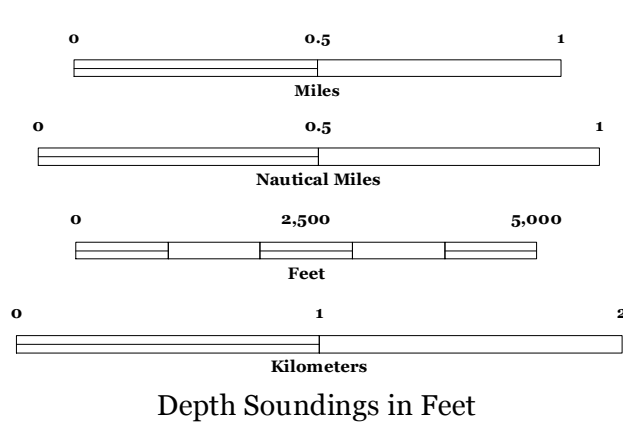 0 0.5 1
Miles
0 0.5 1
Nautical Miles
0 2,500 5,000
Feet
0 1 2
Kilometers
Depth Soundings in Feet